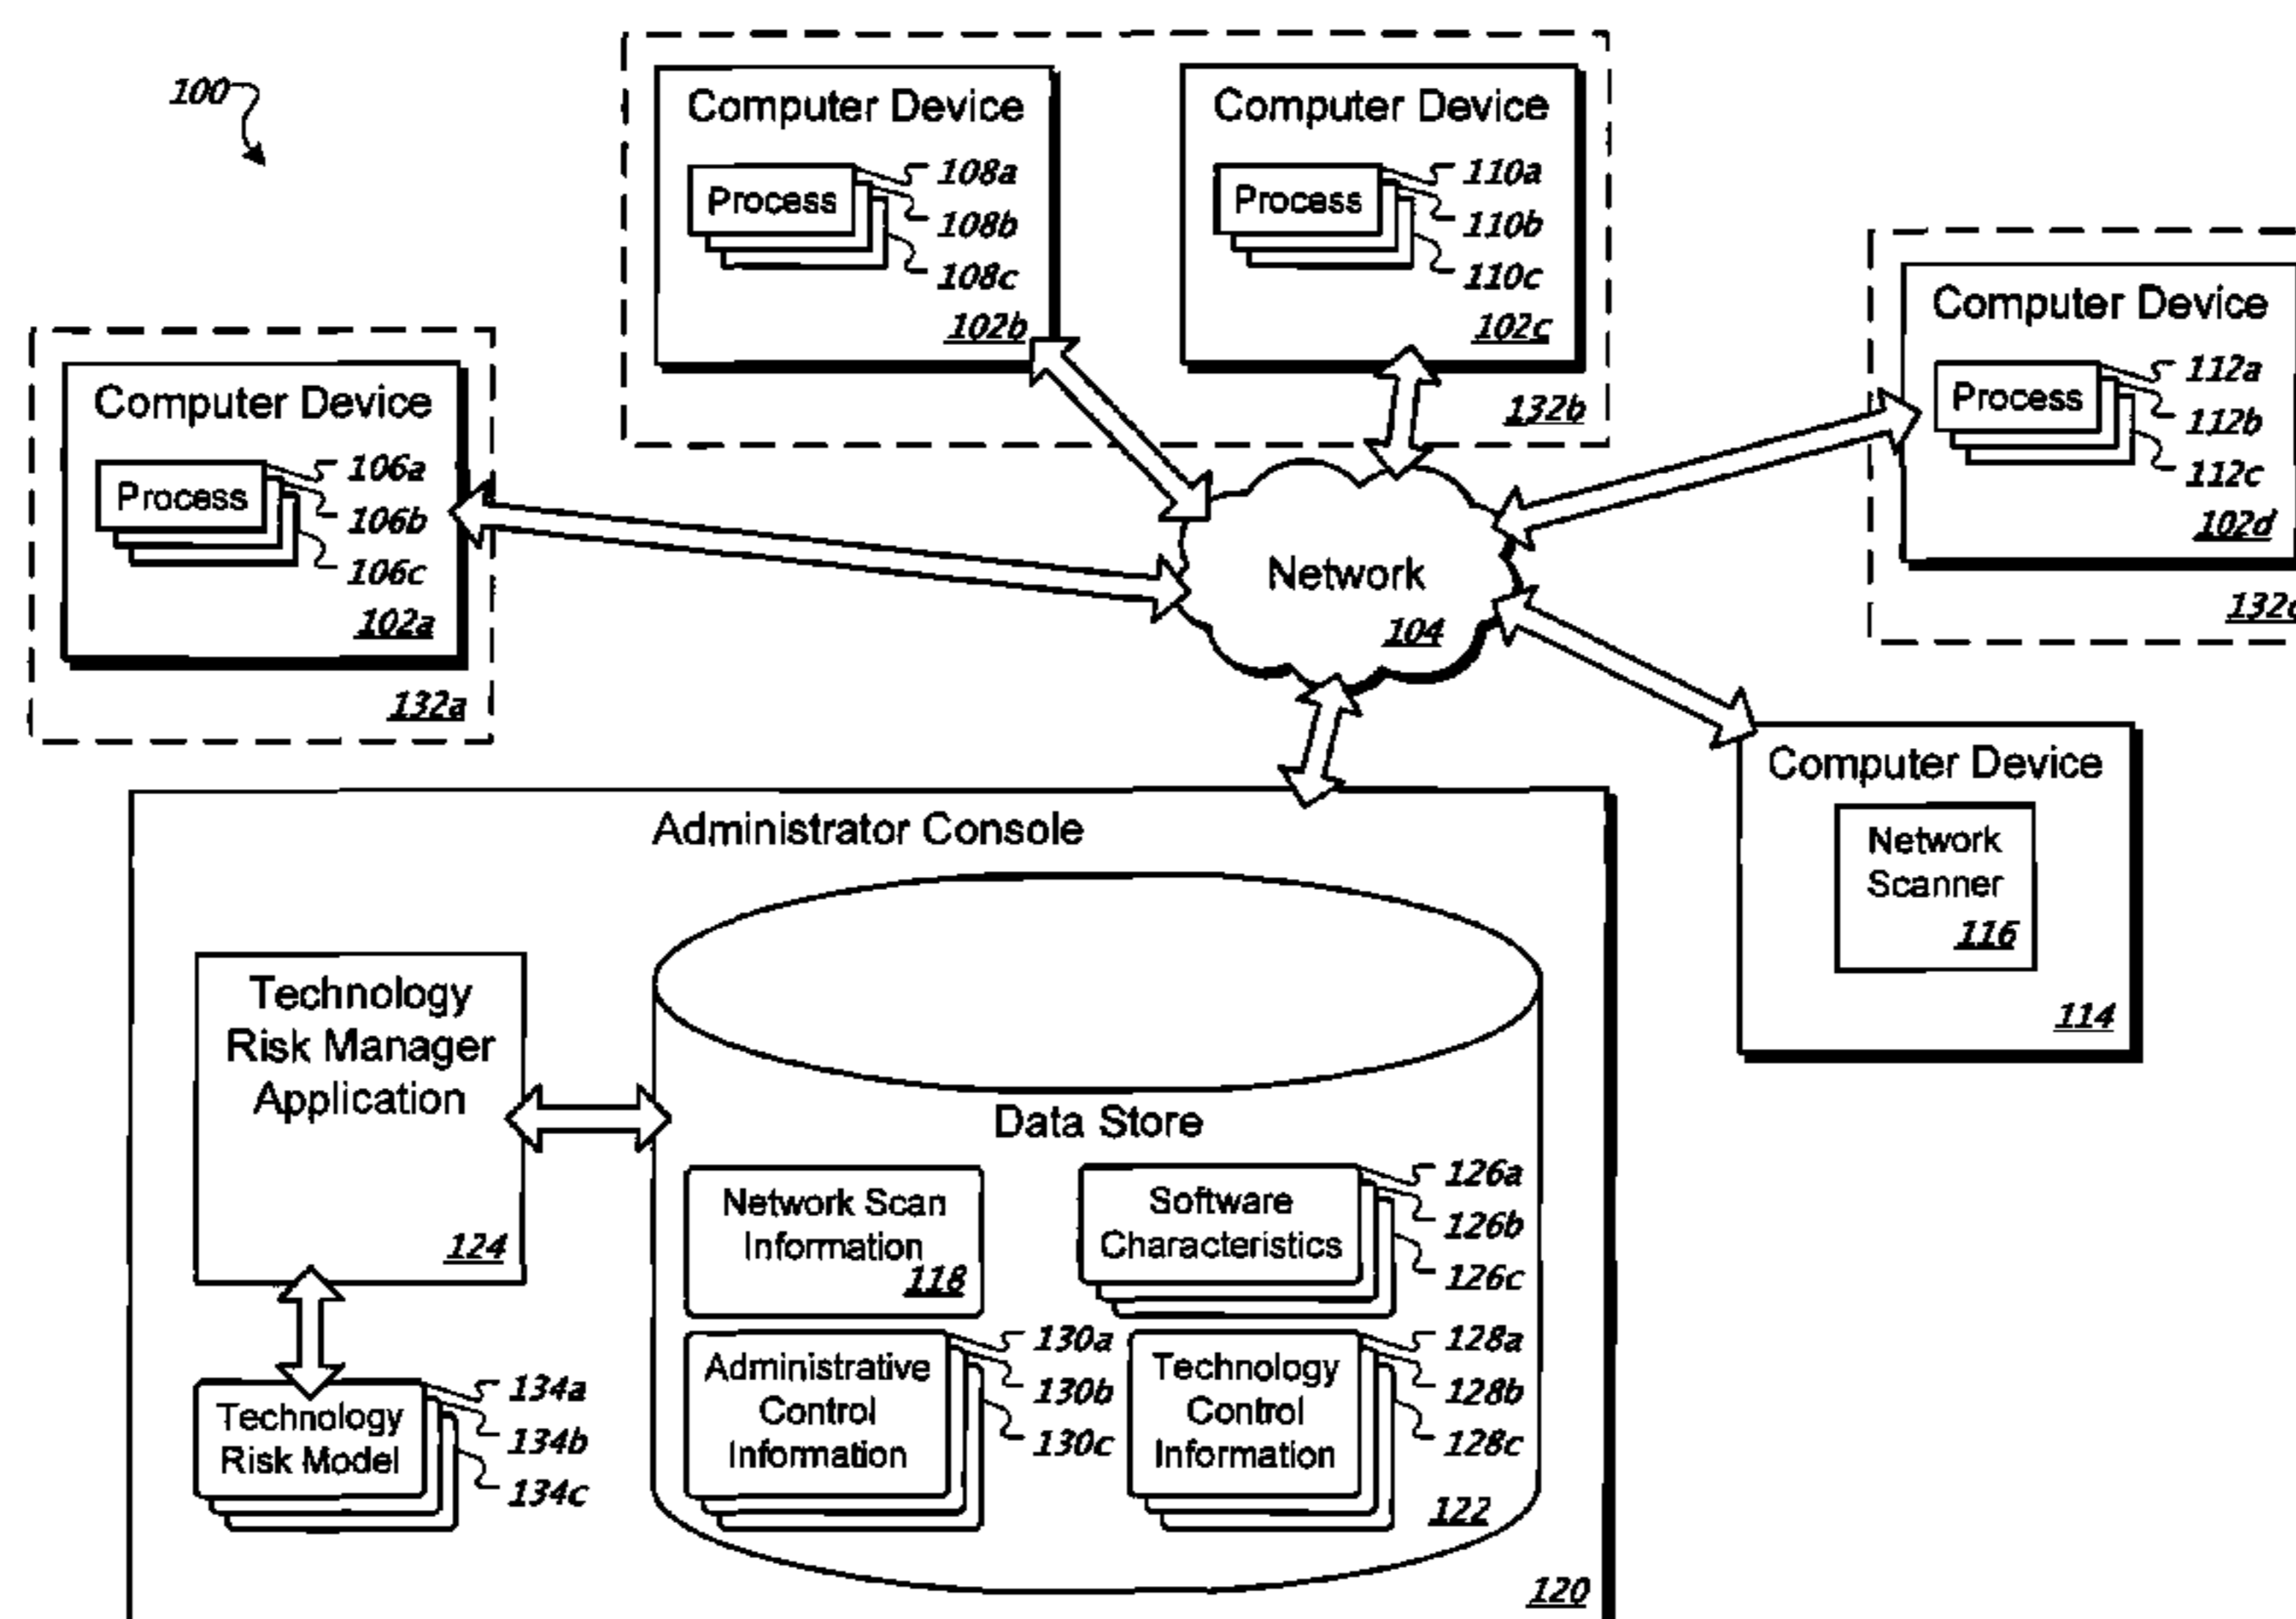 100
Computer Device
Process
108a
108b
108c
102b
Computer Device
Process
110a
110b
110c
102c
132b
Computer Device
Process
106a
106b
106c
102a
132a
Computer Device
Process
112a
112b
112c
102d
Network
104
Computer Device
Network
Scanner
116
114
Administrator Console
Technology
Risk Manager
Application
124
Data Store
Network Scan
Information
118
Software
Characteristics
126a
126b
126c
Administrative
Control
Information
130a
130b
130c
Technology
Control
Information
128a
128b
128c
122
Technology
Risk Model
134a
134b
134c
120